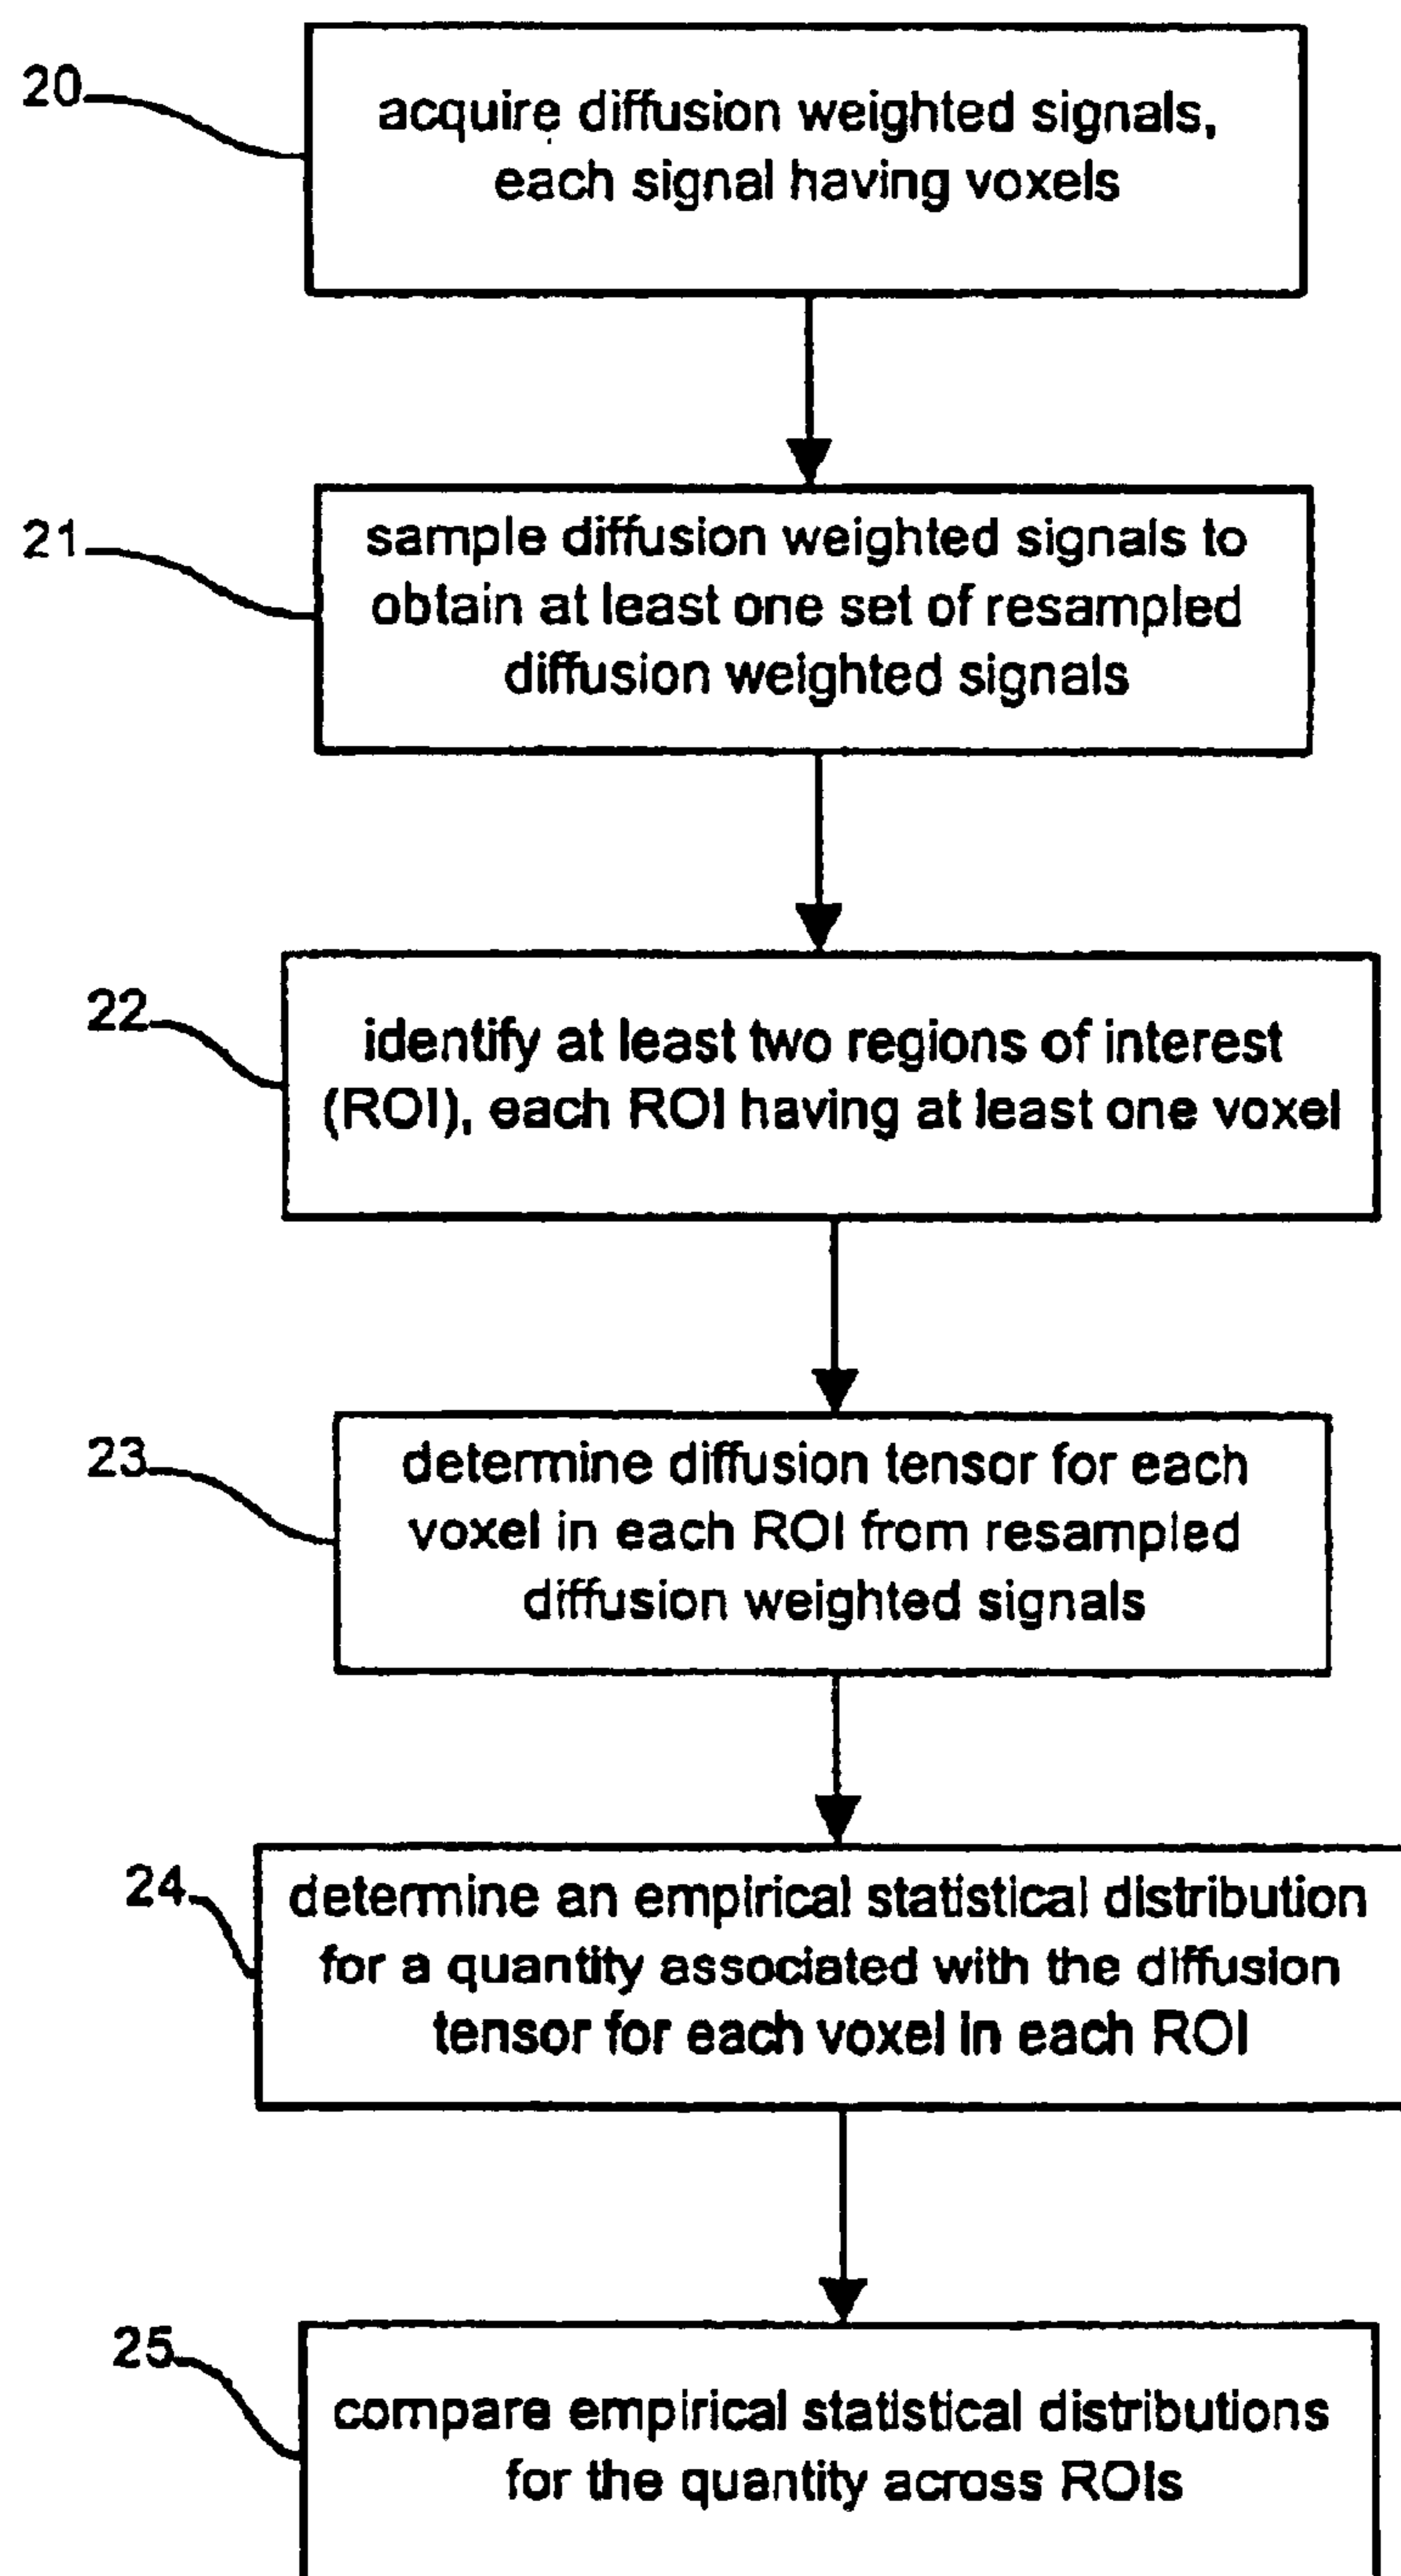 20
acquire diffusion weighted signals,
each signal having voxels
21
sample diffusion weighted signals to
obtain at least one set of resampled
diffusion weighted signals
22
identify at least two regions of interest
(ROI), each ROI having at least one voxel
23
determine diffusion tensor for each
voxel in each ROI from resampled
diffusion weighted signals
24
determine an empirical statistical distribution
for a quantity associated with the diffusion
tensor for each voxel in each ROI
25
compare empirical statistical distributions
for the quantity across ROIs